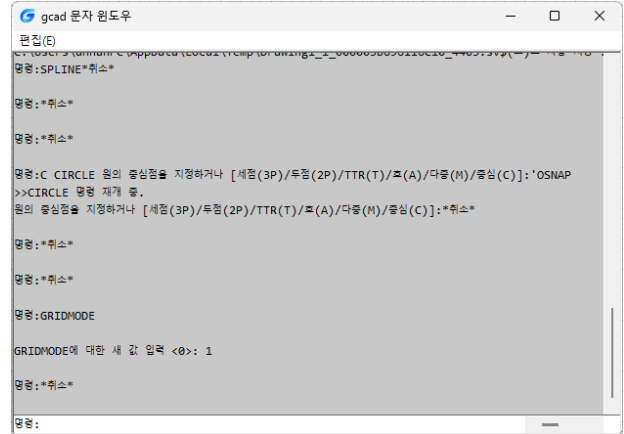 gcad 문자 윈도우
편집(E)
명령:SPLINE*취소*
명령:*취소*
명령:*취소*
명령:C CIRCLE 원의 중심점을 지정하거나 [세점(3P)/두점(2P)/TTR(T)/호(A)/다중(M)/중심(C)]:'OSNAP
>>CIRCLE 명령 재개 중.
원의 중심점을 지정하거나 [세점(3P)/두점(2P)/TTR(T)/호(A)/다중(M)/중심(C)]:*취소*
명령:*취소*
명령:*취소*
명령:GRIDMODE
GRIDMODE에 대한 새 값 입력 <0>: 1
명령:*취소*
명령: